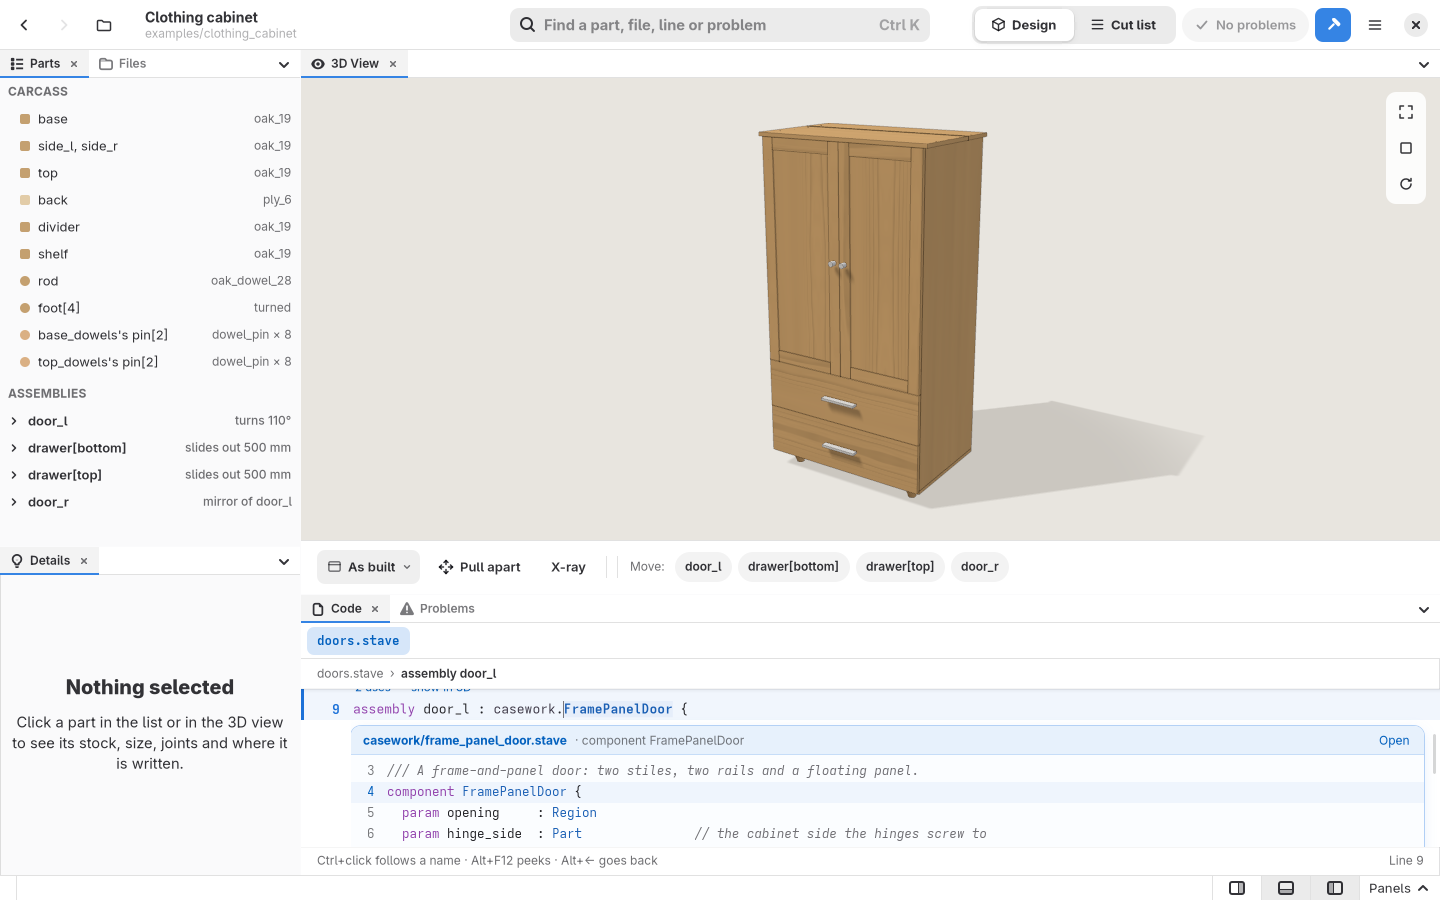 Clothing cabinet
examples/clothing_cabinet
Find a part, file, line or problem
Ctrl K
Design
Cut list
No problems
Parts
Files
3D View
CARCASS
base
oak_19
side_l, side_r
oak_19
top
oak_19
back
ply_6
divider
oak_19
shelf
oak_19
rod
oak_dowel_28
foot[4]
turned
base_dowels's pin[2]
dowel_pin × 8
top_dowels's pin[2]
dowel_pin × 8
ASSEMBLIES
door_l
turns 110°
drawer[bottom]
slides out 500 mm
drawer[top]
slides out 500 mm
door_r
mirror of door_l
Details
Nothing selected
Click a part in the list or in the 3D view
to see its stock, size, joints and where it
is written.
As built
Pull apart
X-ray
Move:
door_l
drawer[bottom]
drawer[top]
door_r
Code
Problems
doors.stave
doors.stave › assembly door_l
9 assembly door_l : casework.FramePanelDoor {
casework/frame_panel_door.stave · component FramePanelDoor
Open
3 /// A frame-and-panel door: two stiles, two rails and a floating panel.
4 component FramePanelDoor {
5 param opening : Region
6 param hinge_side : Part // the cabinet side the hinges screw to
Ctrl+click follows a name · Alt+F12 peeks · Alt+← goes back
Line 9
Panels